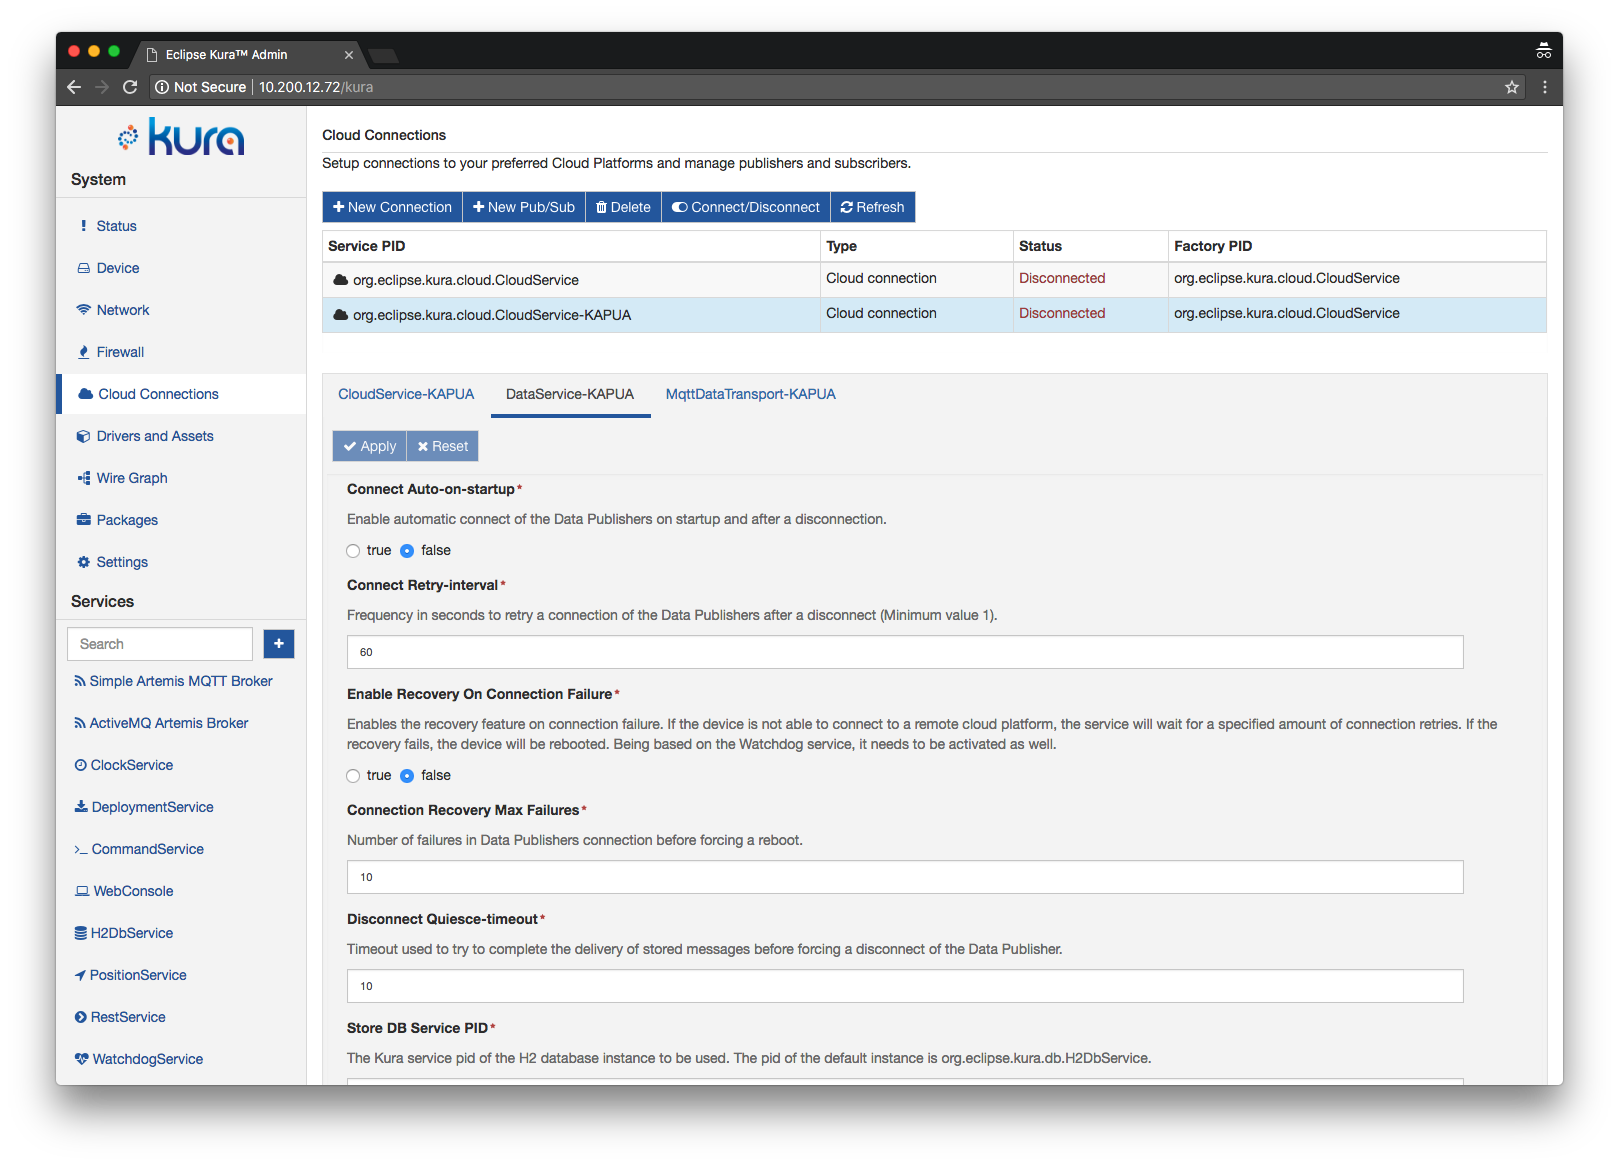 Eclipse Kura™ Admin
Not Secure 10.200.12.72/kura
kura
System
Status
Device
Network
Firewall
Cloud Connections
Drivers and Assets
Wire Graph
Packages
Settings
Services
Search
Simple Artemis MQTT Broker
ActiveMQ Artemis Broker
ClockService
DeploymentService
CommandService
WebConsole
H2DbService
PositionService
RestService
WatchdogService
Cloud Connections
Setup connections to your preferred Cloud Platforms and manage publishers and subscribers.
New Connection New Pub/Sub Delete Connect/Disconnect Refresh
Service PID Type Status Factory PID
org.eclipse.kura.cloud.CloudService Cloud connection Disconnected org.eclipse.kura.cloud.CloudService
org.eclipse.kura.cloud.CloudService-KAPUA Cloud connection Disconnected org.eclipse.kura.cloud.CloudService
CloudService-KAPUA DataService-KAPUA MqttDataTransport-KAPUA
Apply Reset
Connect Auto-on-startup*
Enable automatic connect of the Data Publishers on startup and after a disconnection.
true false
Connect Retry-interval*
Frequency in seconds to retry a connection of the Data Publishers after a disconnect (Minimum value 1).
60
Enable Recovery On Connection Failure*
Enables the recovery feature on connection failure. If the device is not able to connect to a remote cloud platform, the service will wait for a specified amount of connection retries. If the
recovery fails, the device will be rebooted. Being based on the Watchdog service, it needs to be activated as well.
true false
Connection Recovery Max Failures*
Number of failures in Data Publishers connection before forcing a reboot.
10
Disconnect Quiesce-timeout*
Timeout used to try to complete the delivery of stored messages before forcing a disconnect of the Data Publisher.
10
Store DB Service PID*
The Kura service pid of the H2 database instance to be used. The pid of the default instance is org.eclipse.kura.db.H2DbService.